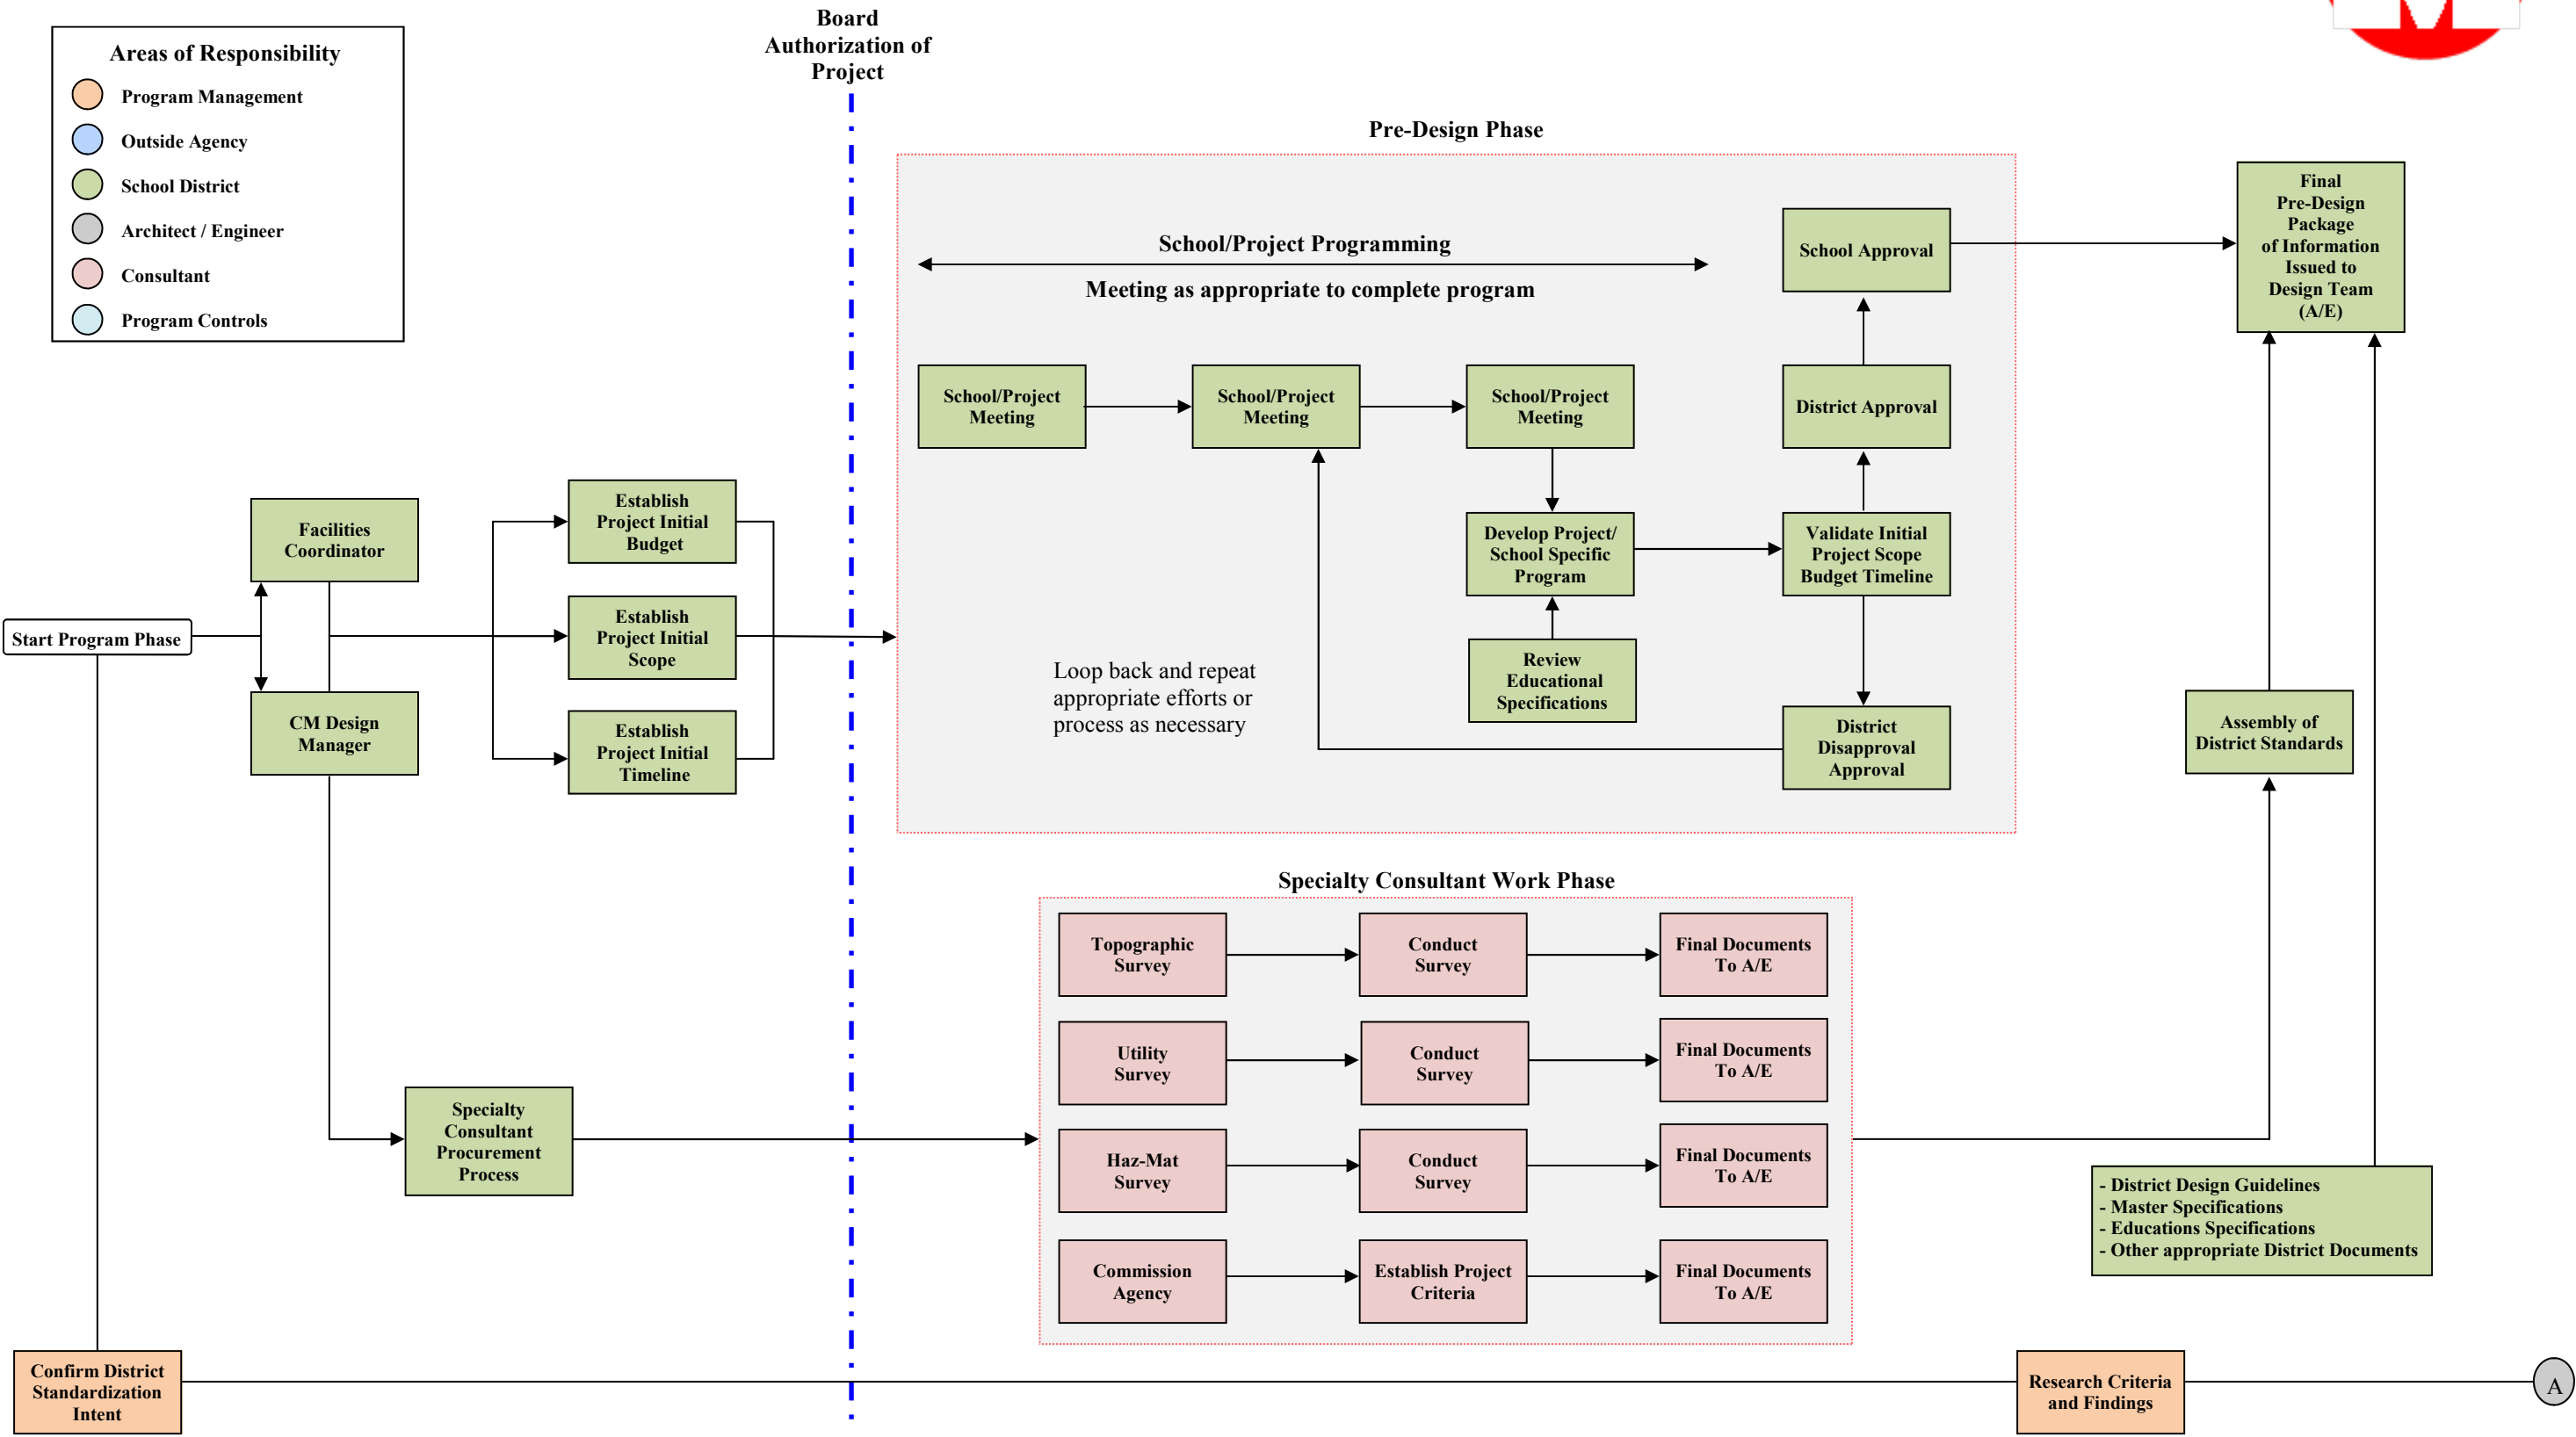 Board
Authorization of
Project
Areas of Responsibility
Program Management
Outside Agency
School District
Architect / Engineer
Consultant
Program Controls
Pre-Design Phase
School/Project Programming
Meeting as appropriate to complete program
School Approval
Final
Pre-Design
Package
of Information
Issued to
Design Team
(A/E)
School/Project
Meeting
School/Project
Meeting
School/Project
Meeting
District Approval
Facilities
Coordinator
Establish
Project Initial
Budget
Develop Project/
School Specific
Program
Validate Initial
Project Scope
Budget Timeline
Start Program Phase
Establish
Project Initial
Scope
Review
Educational
Specifications
Loop back and repeat
appropriate efforts or
process as necessary
CM Design
Manager
Establish
Project Initial
Timeline
District
Disapproval
Approval
Assembly of
District Standards
Specialty Consultant Work Phase
Topographic
Survey
Conduct
Survey
Final Documents
To A/E
Utility
Survey
Conduct
Survey
Final Documents
To A/E
Specialty
Consultant
Procurement
Process
Haz-Mat
Survey
Conduct
Survey
Final Documents
To A/E
- District Design Guidelines
- Master Specifications
- Educations Specifications
- Other appropriate District Documents
Commission
Agency
Establish Project
Criteria
Final Documents
To A/E
Confirm District
Standardization
Intent
Research Criteria
and Findings
A